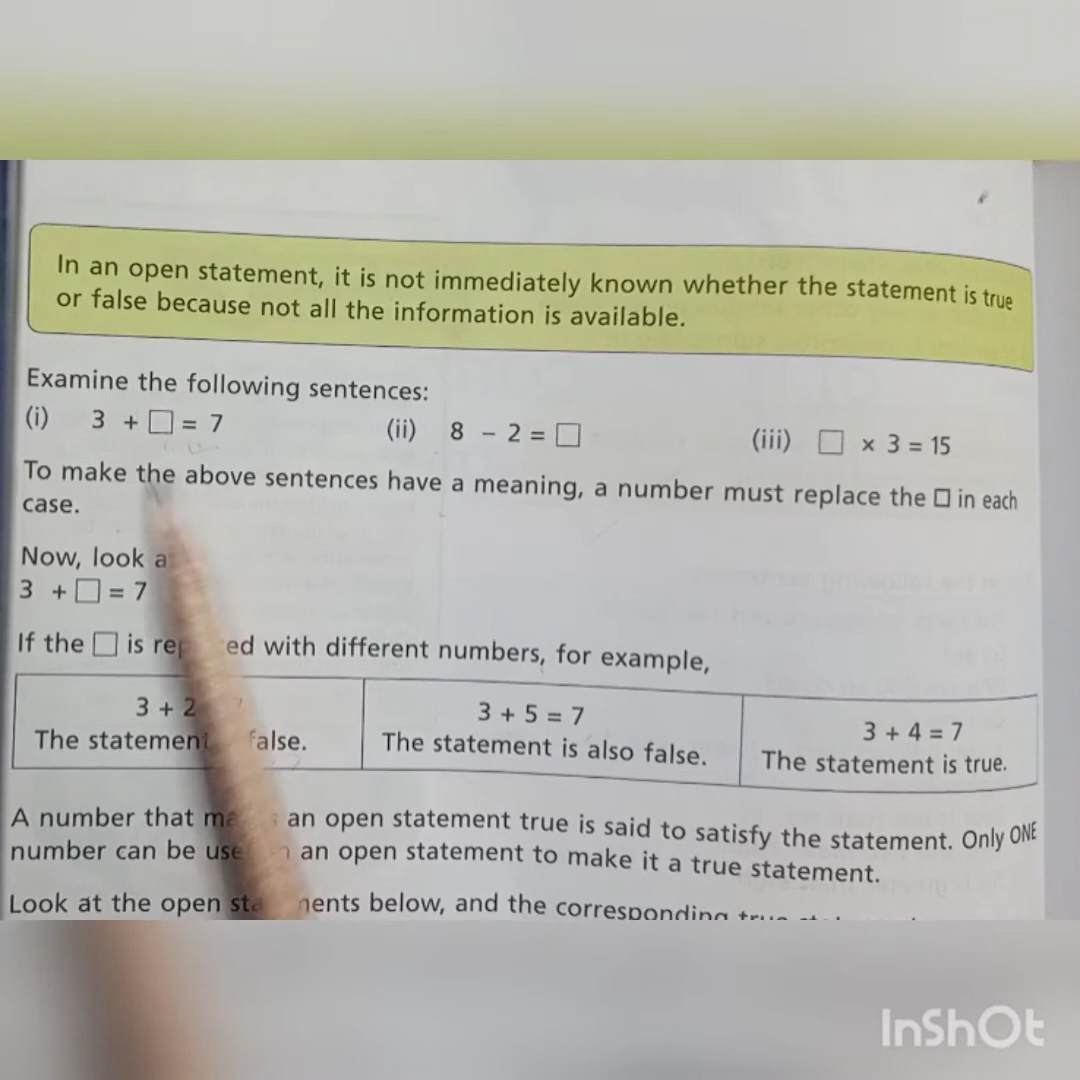 In an open statement, it is not immediately known whether the statement is true
or false because not all the information is available.
Examine the following sentences:
(i) 3 + □ = 7 (ii) 8 − 2 = □ (iii) □ × 3 = 15
To make the above sentences have a meaning, a number must replace the □ in each
case.
Now, look
3 + □ = 7
If the □ is with different numbers, for example,
3 + 2
The statement false.
3 + 5 = 7
The statement is also false.
3 + 4 = 7
The statement is true.
A number that an open statement true is said to satisfy the statement. Only ONE
number can be an open statement to make it a true statement.
Look at the open below, and the corresponding
InShOt